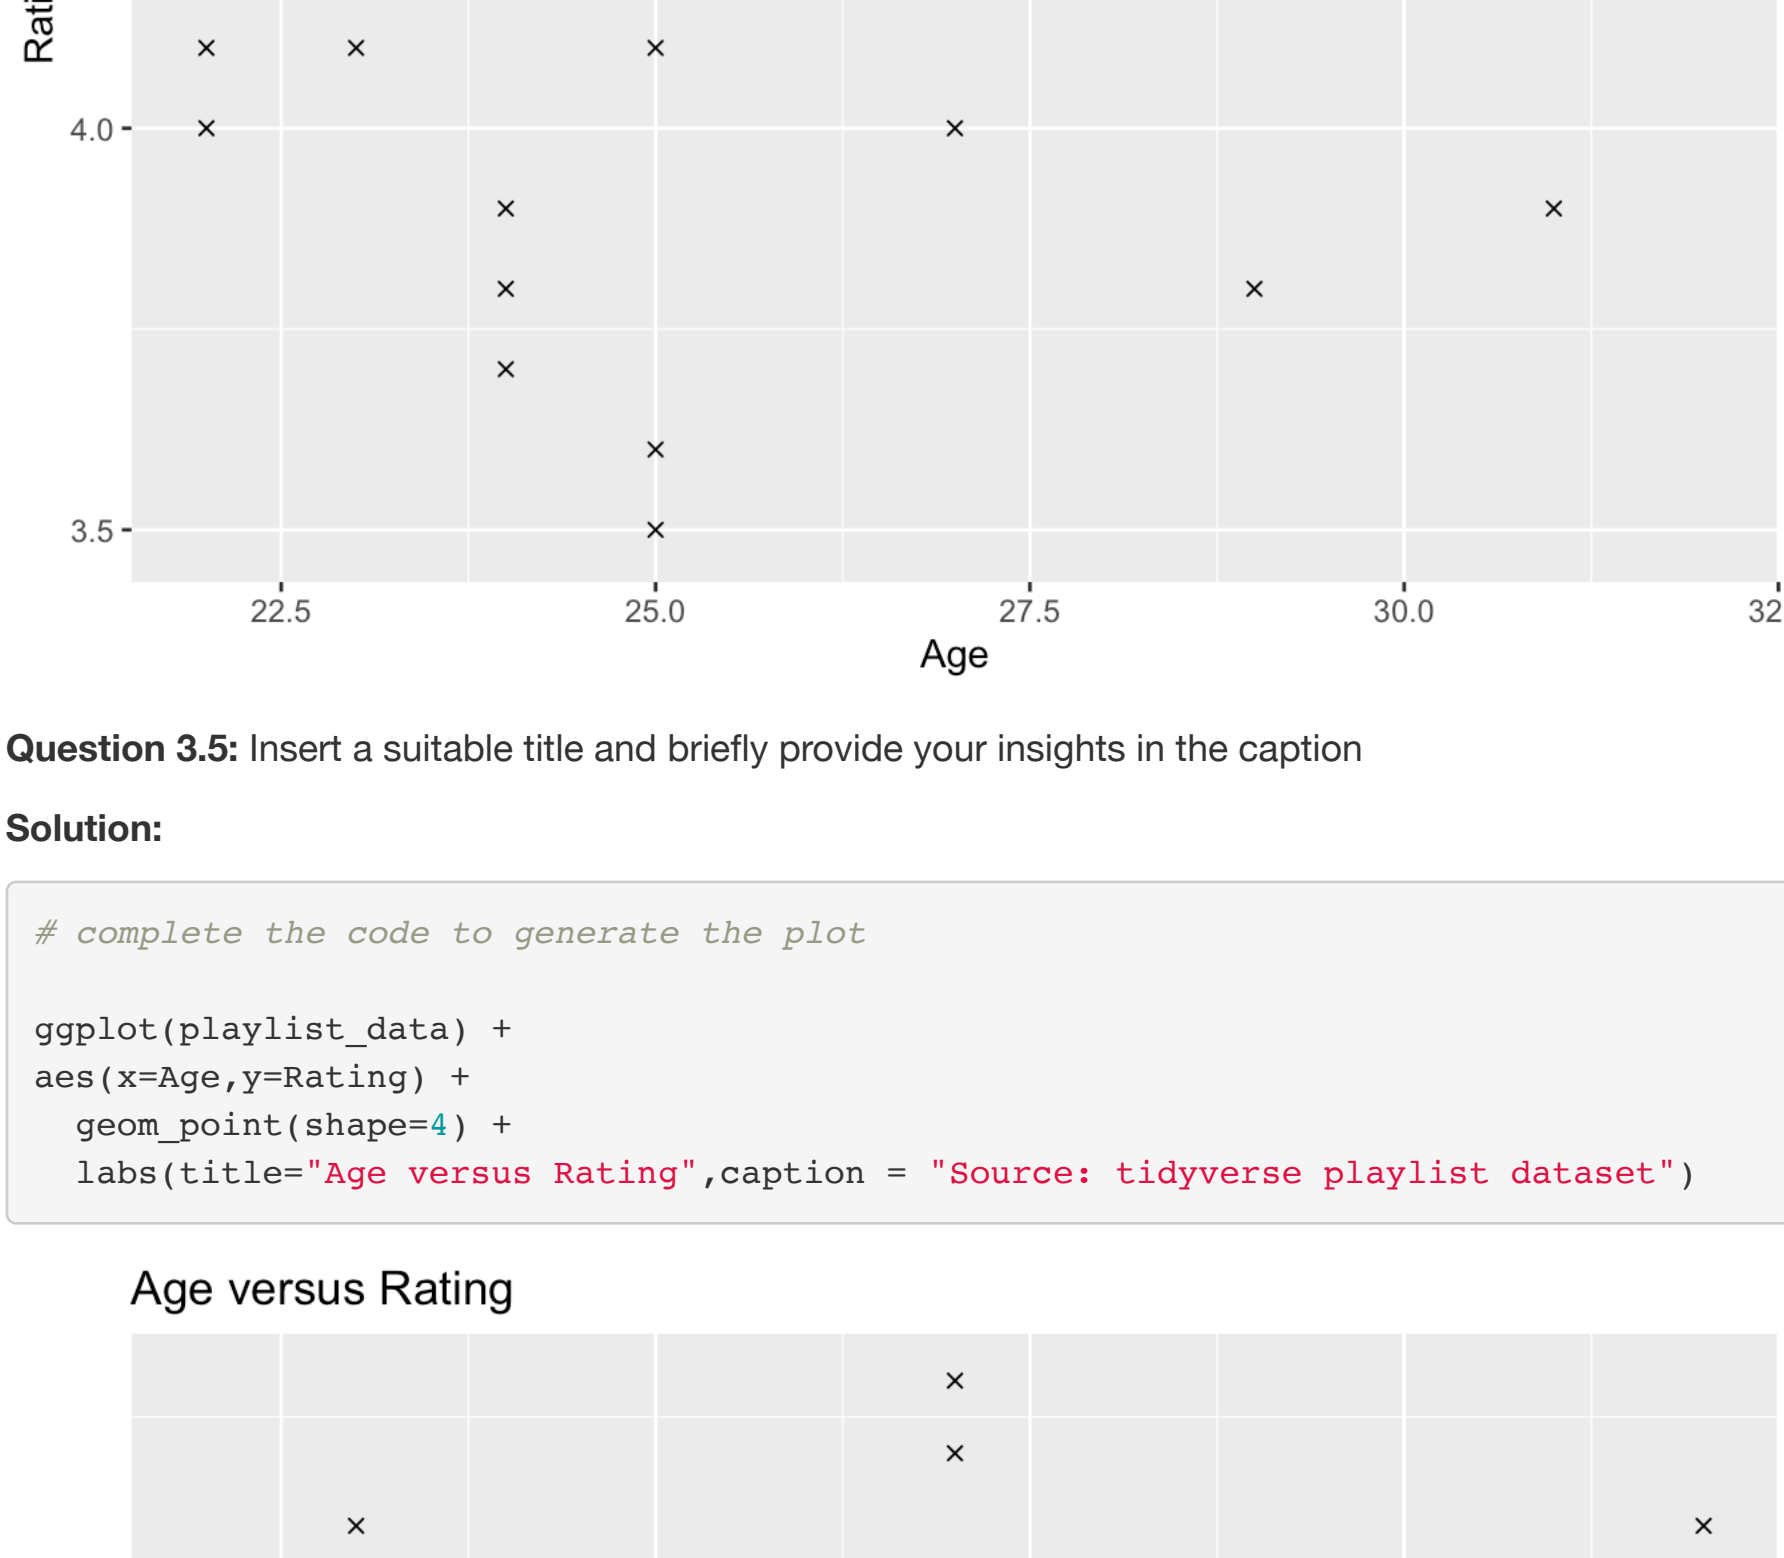 4.0
3.5
22.5 25.0 27.5 30.0
Age
Question 3.5: Insert a suitable title and briefly provide your insights in the caption
Solution:
# complete the code to generate the plot
ggplot(playlist_data) +
aes(x=Age,y=Rating) +
  geom_point(shape=4) +
  labs(title="Age versus Rating",caption = "Source: tidyverse playlist dataset")
Age versus Rating